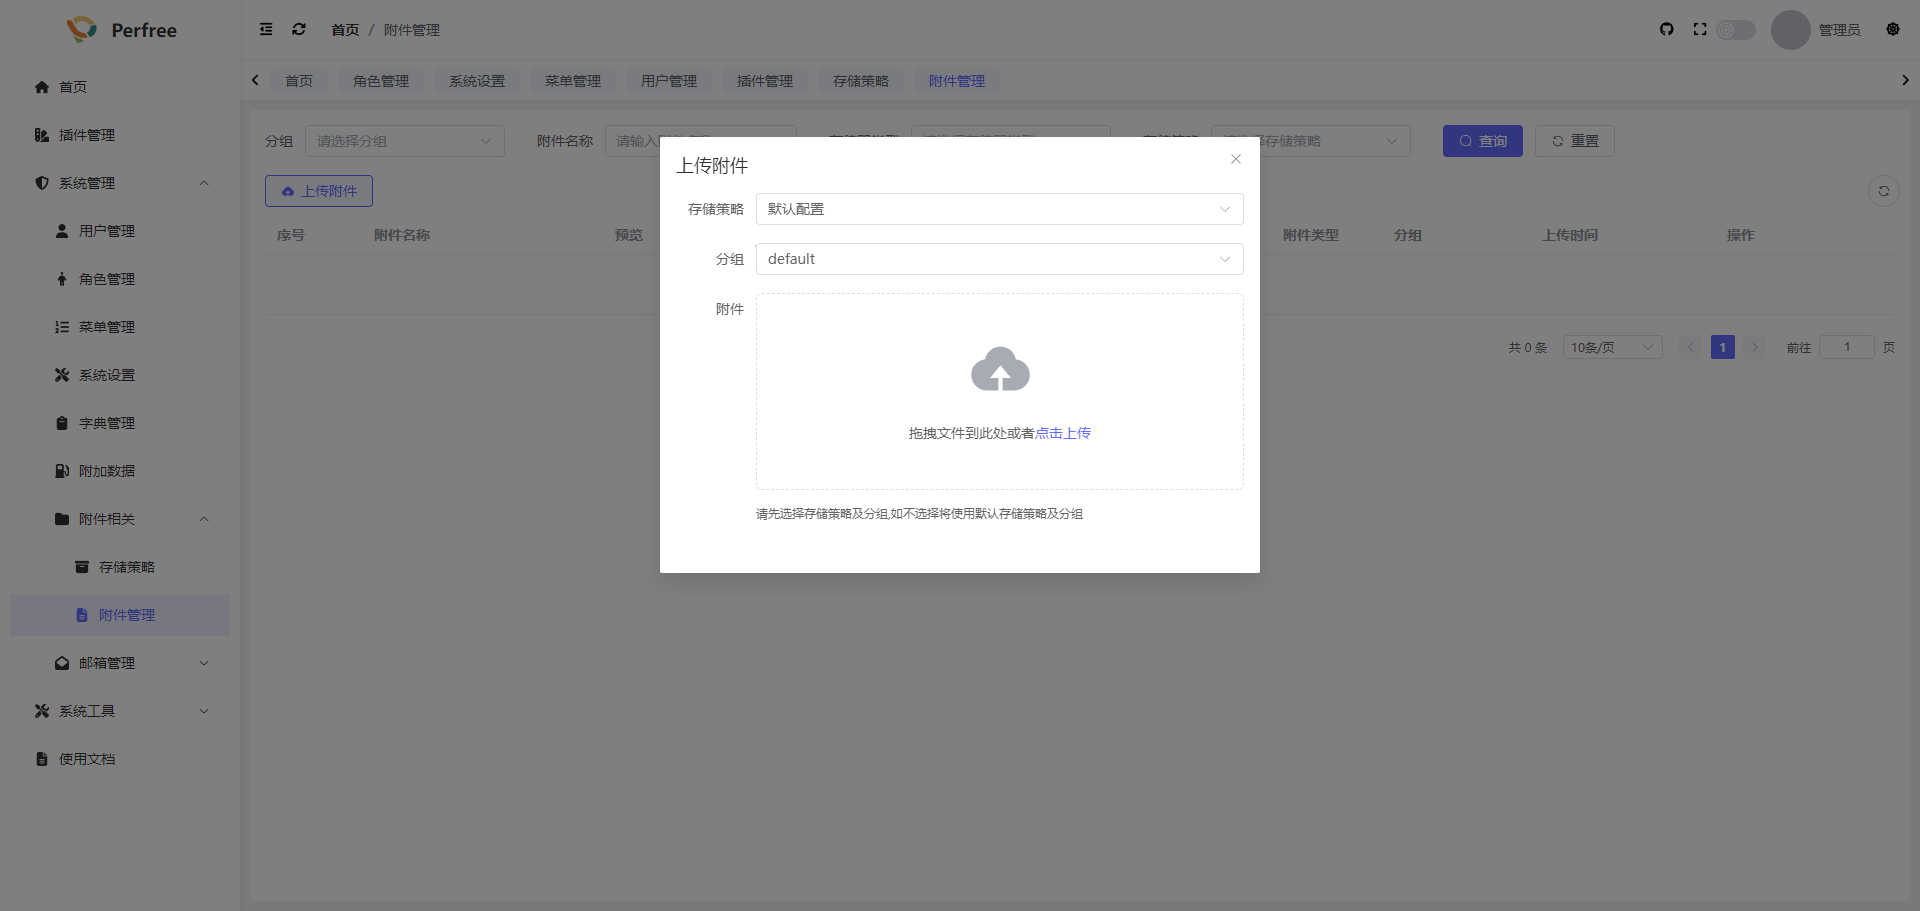 Perfree
首页
插件管理
系统管理
用户管理
角色管理
菜单管理
系统设置
字典管理
附加数据
附件相关
存储策略
附件管理
邮箱管理
系统工具
使用文档
首页 / 附件管理
管理员
首页 角色管理 系统设置 菜单管理 用户管理 插件管理 存储策略 附件管理
分组 请选择分组 附件名称 请输入 择存储策略 查询 重置
上传附件
序号 附件名称 预览 附件类型 分组 上传时间 操作
共 0 条 10条/页 1 前往 1 页
上传附件
存储策略 默认配置
分组 default
附件
拖拽文件到此处或者点击上传
请先选择存储策略及分组,如不选择将使用默认存储策略及分组